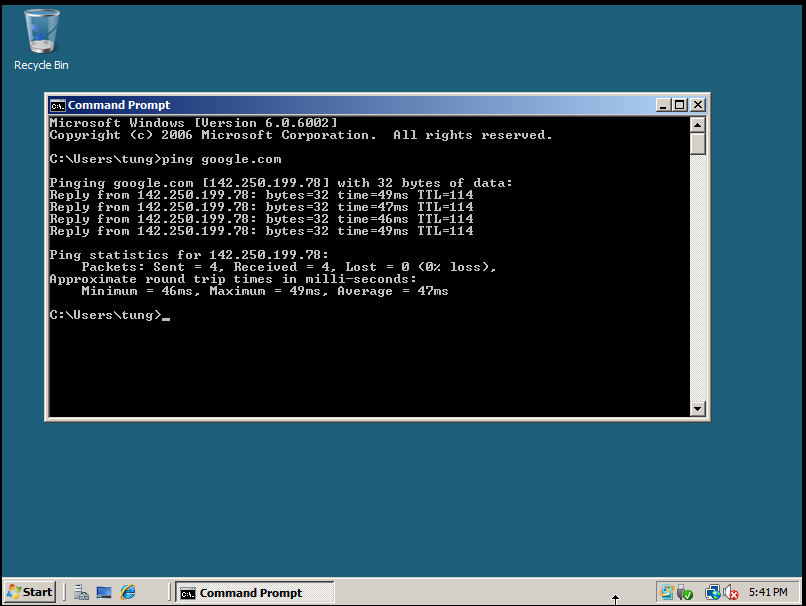 Recycle Bin
Command Prompt
Microsoft Windows [Version 6.0.6002]
Copyright (c) 2006 Microsoft Corporation.  All rights reserved.
C:\Users\tung>ping google.com
Pinging google.com [142.250.199.78] with 32 bytes of data:
Reply from 142.250.199.78: bytes=32 time=49ms TTL=114
Reply from 142.250.199.78: bytes=32 time=47ms TTL=114
Reply from 142.250.199.78: bytes=32 time=46ms TTL=114
Reply from 142.250.199.78: bytes=32 time=49ms TTL=114
Ping statistics for 142.250.199.78:
    Packets: Sent = 4, Received = 4, Lost = 0 (0% loss),
Approximate round trip times in milli-seconds:
    Minimum = 46ms, Maximum = 49ms, Average = 47ms
C:\Users\tung>_
Start
Command Prompt
5:41 PM